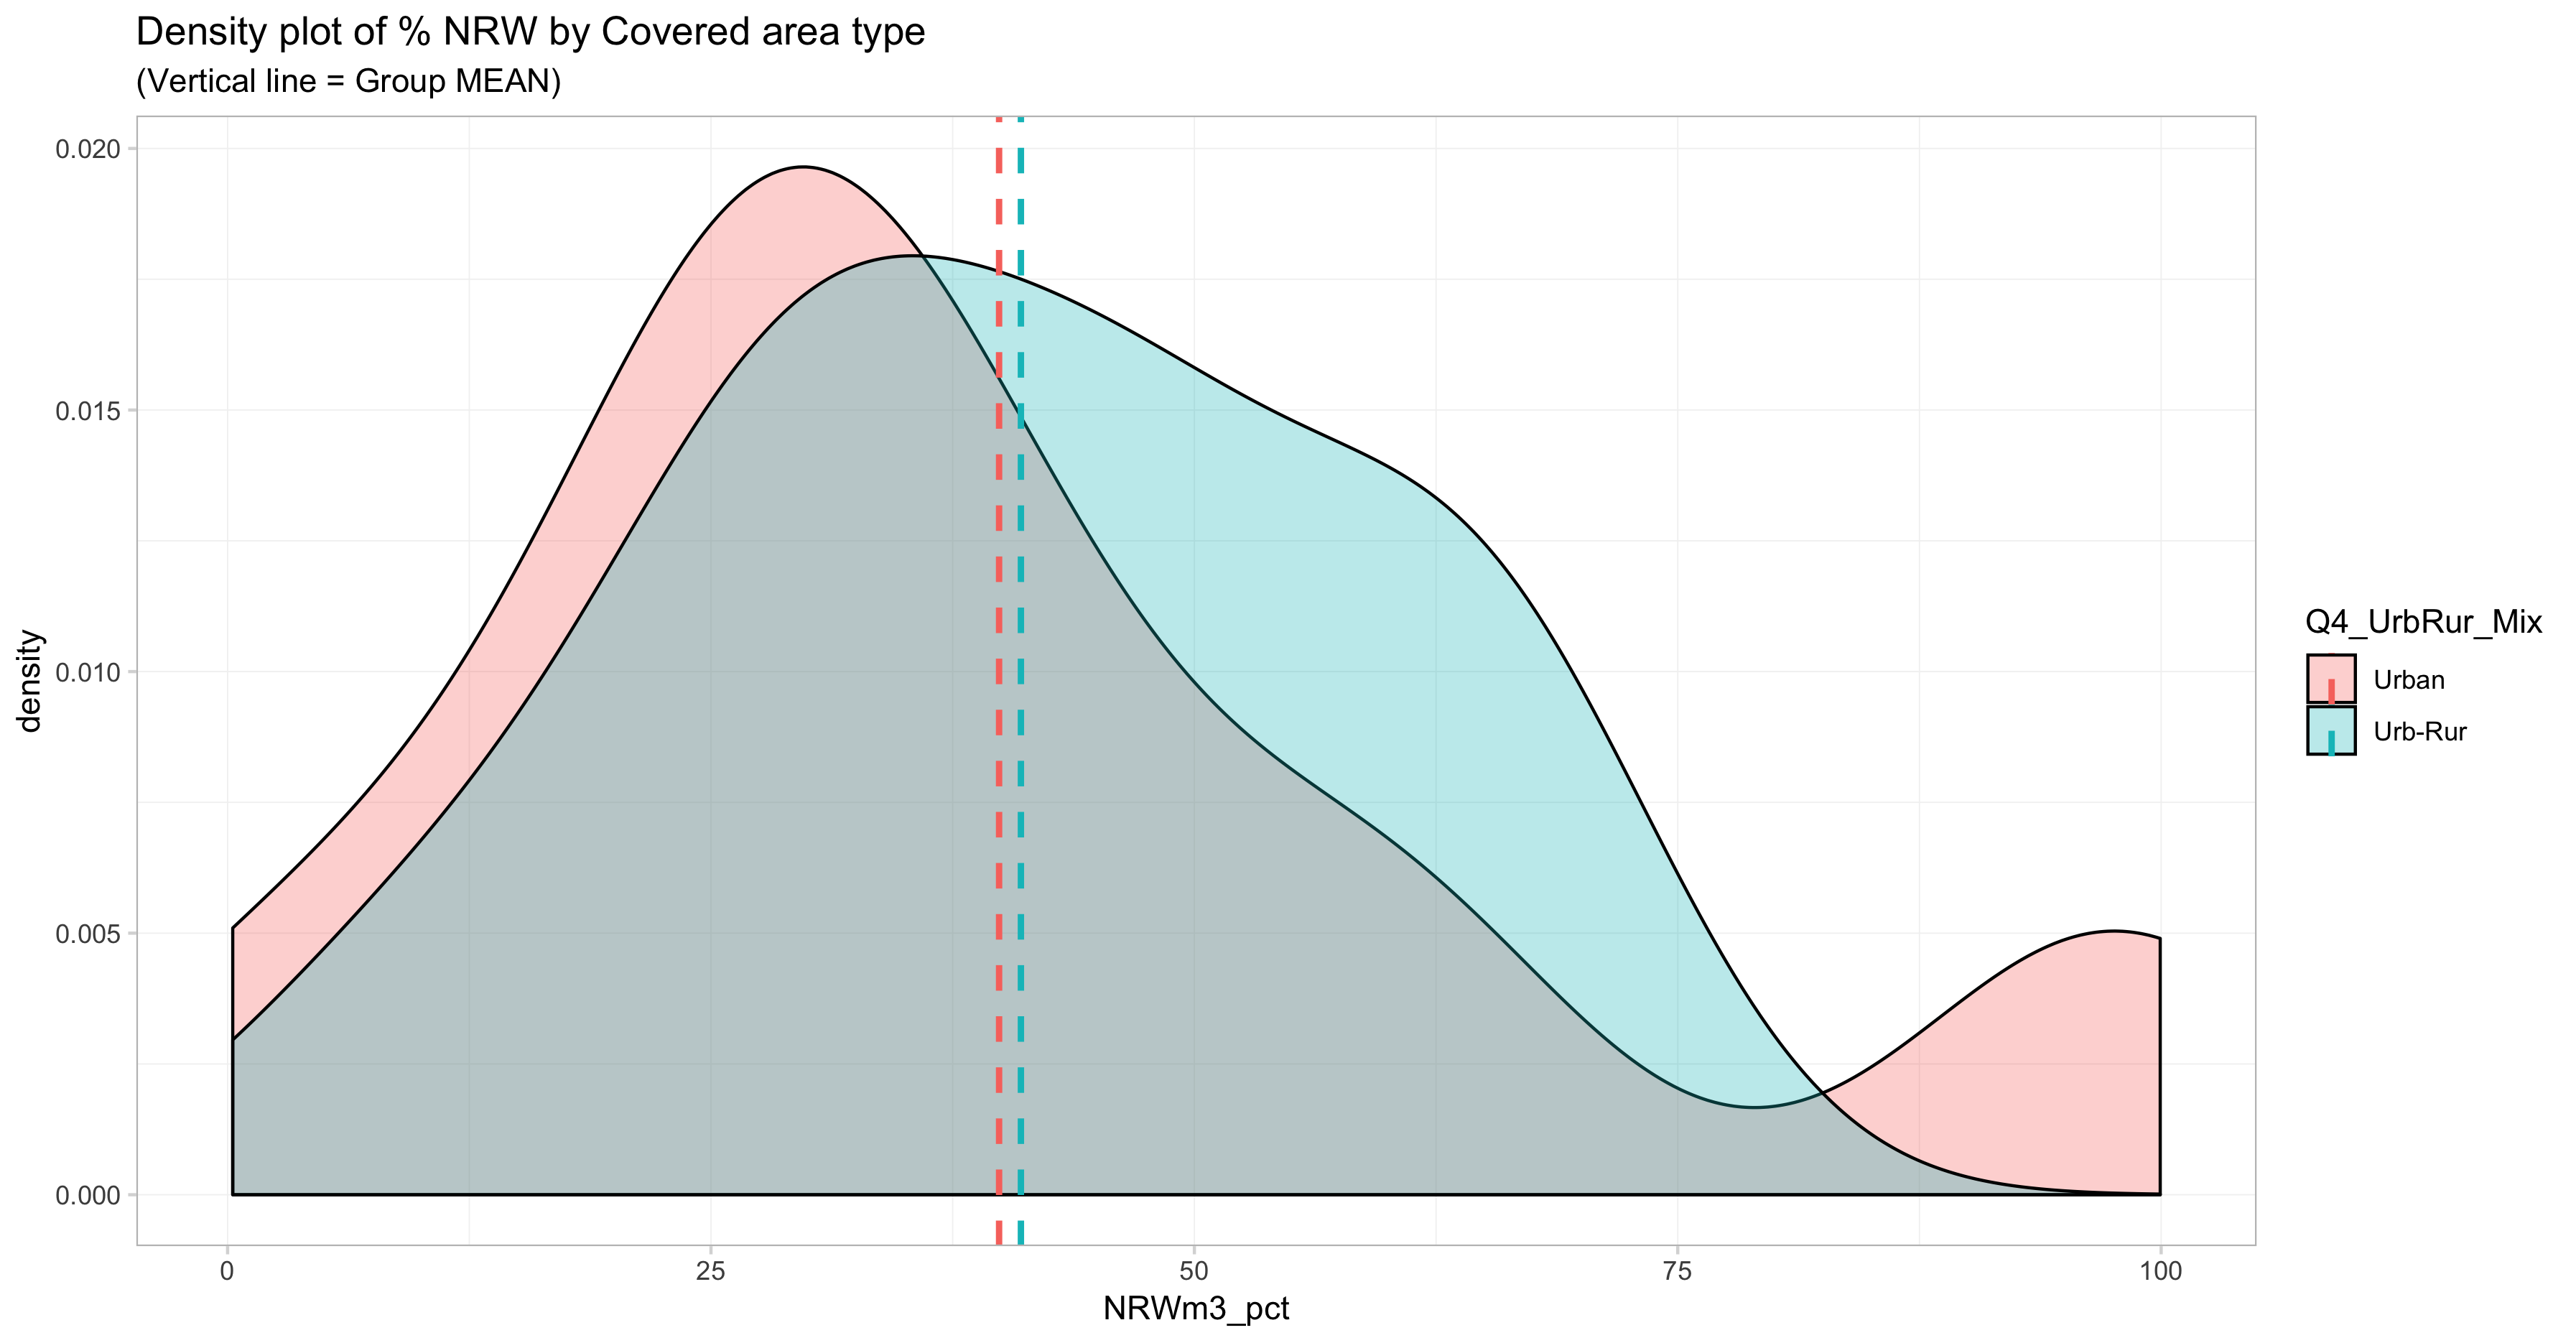 Density plot of % NRW by Covered area type
(Vertical line = Group MEAN)
0.020
0.015
0.010
0.005
0.000
density
0 25 50 75 100
NRWm3_pct
Q4_UrbRur_Mix
Urban
Urb-Rur